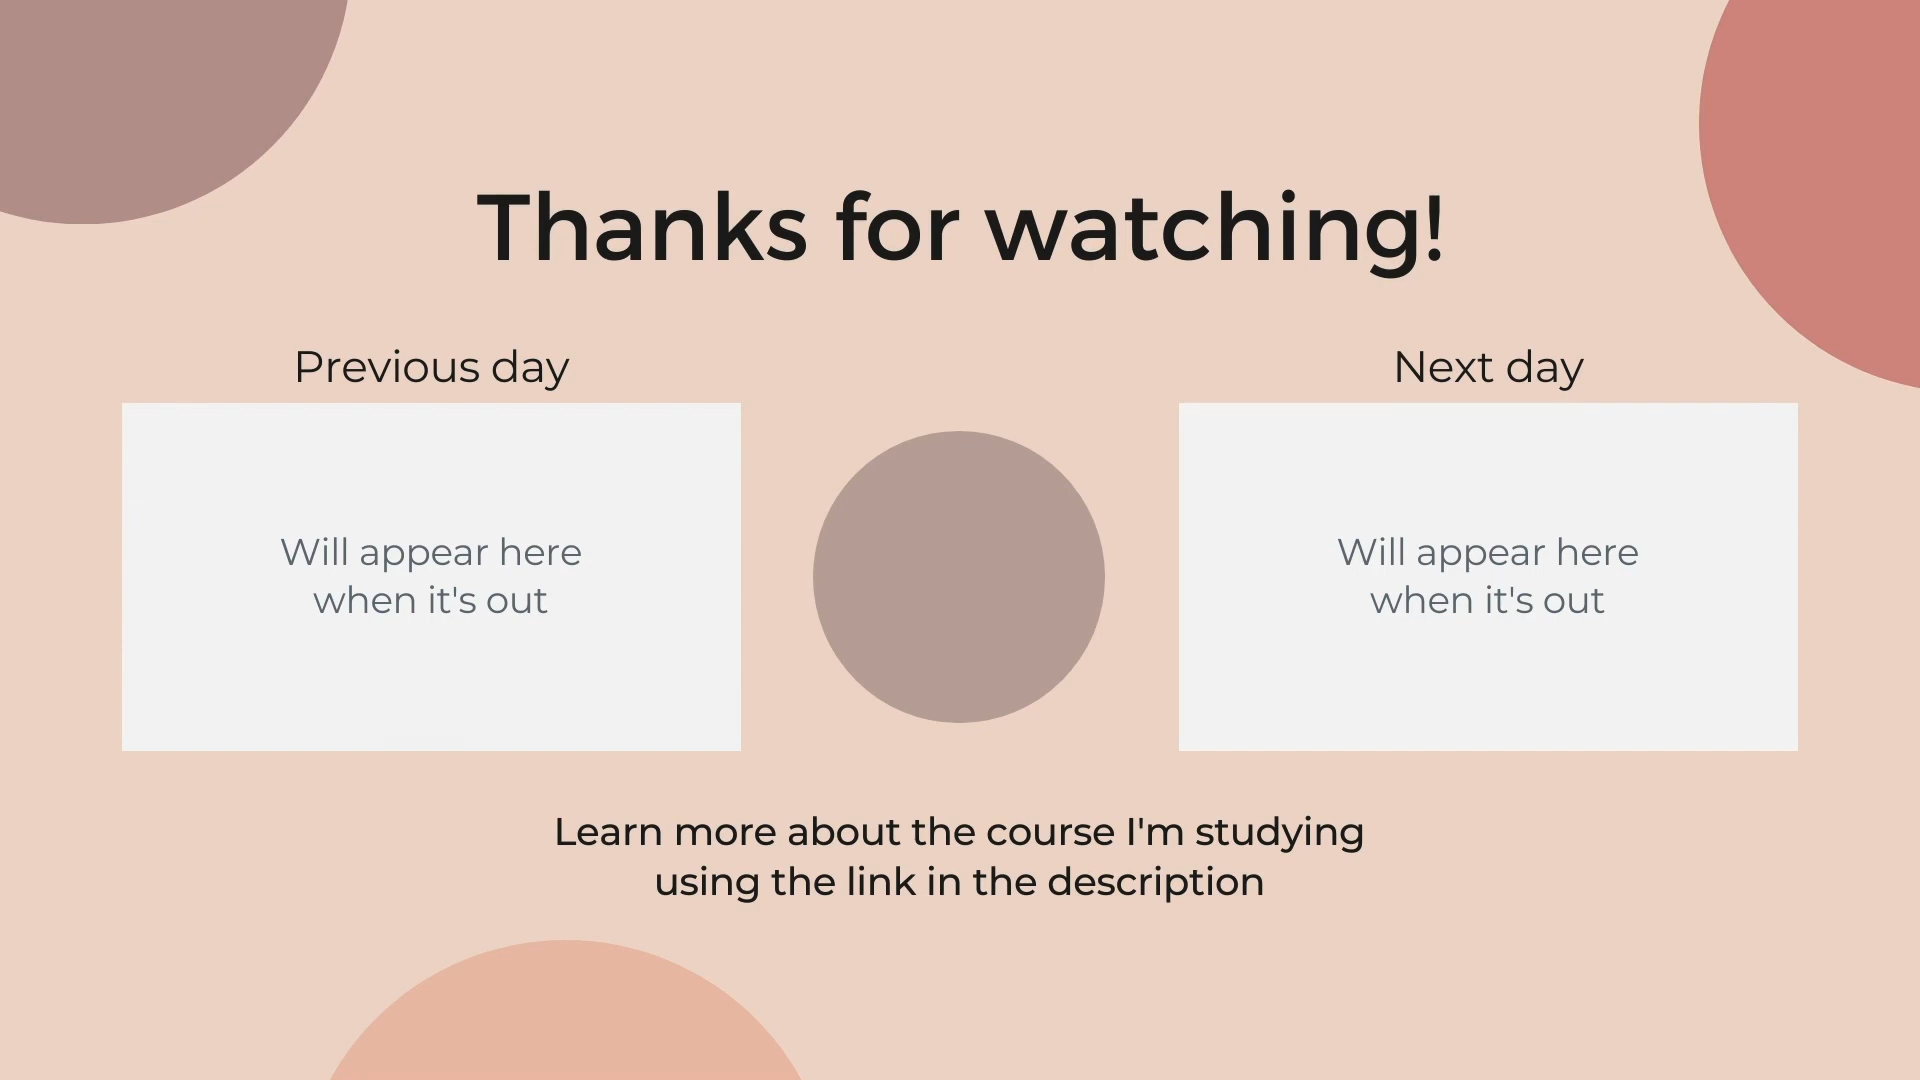 Thanks for watching!
Previous day
Next day
Will appear here
when it's out
Will appear here
when it's out
Learn more about the course I'm studying
using the link in the description